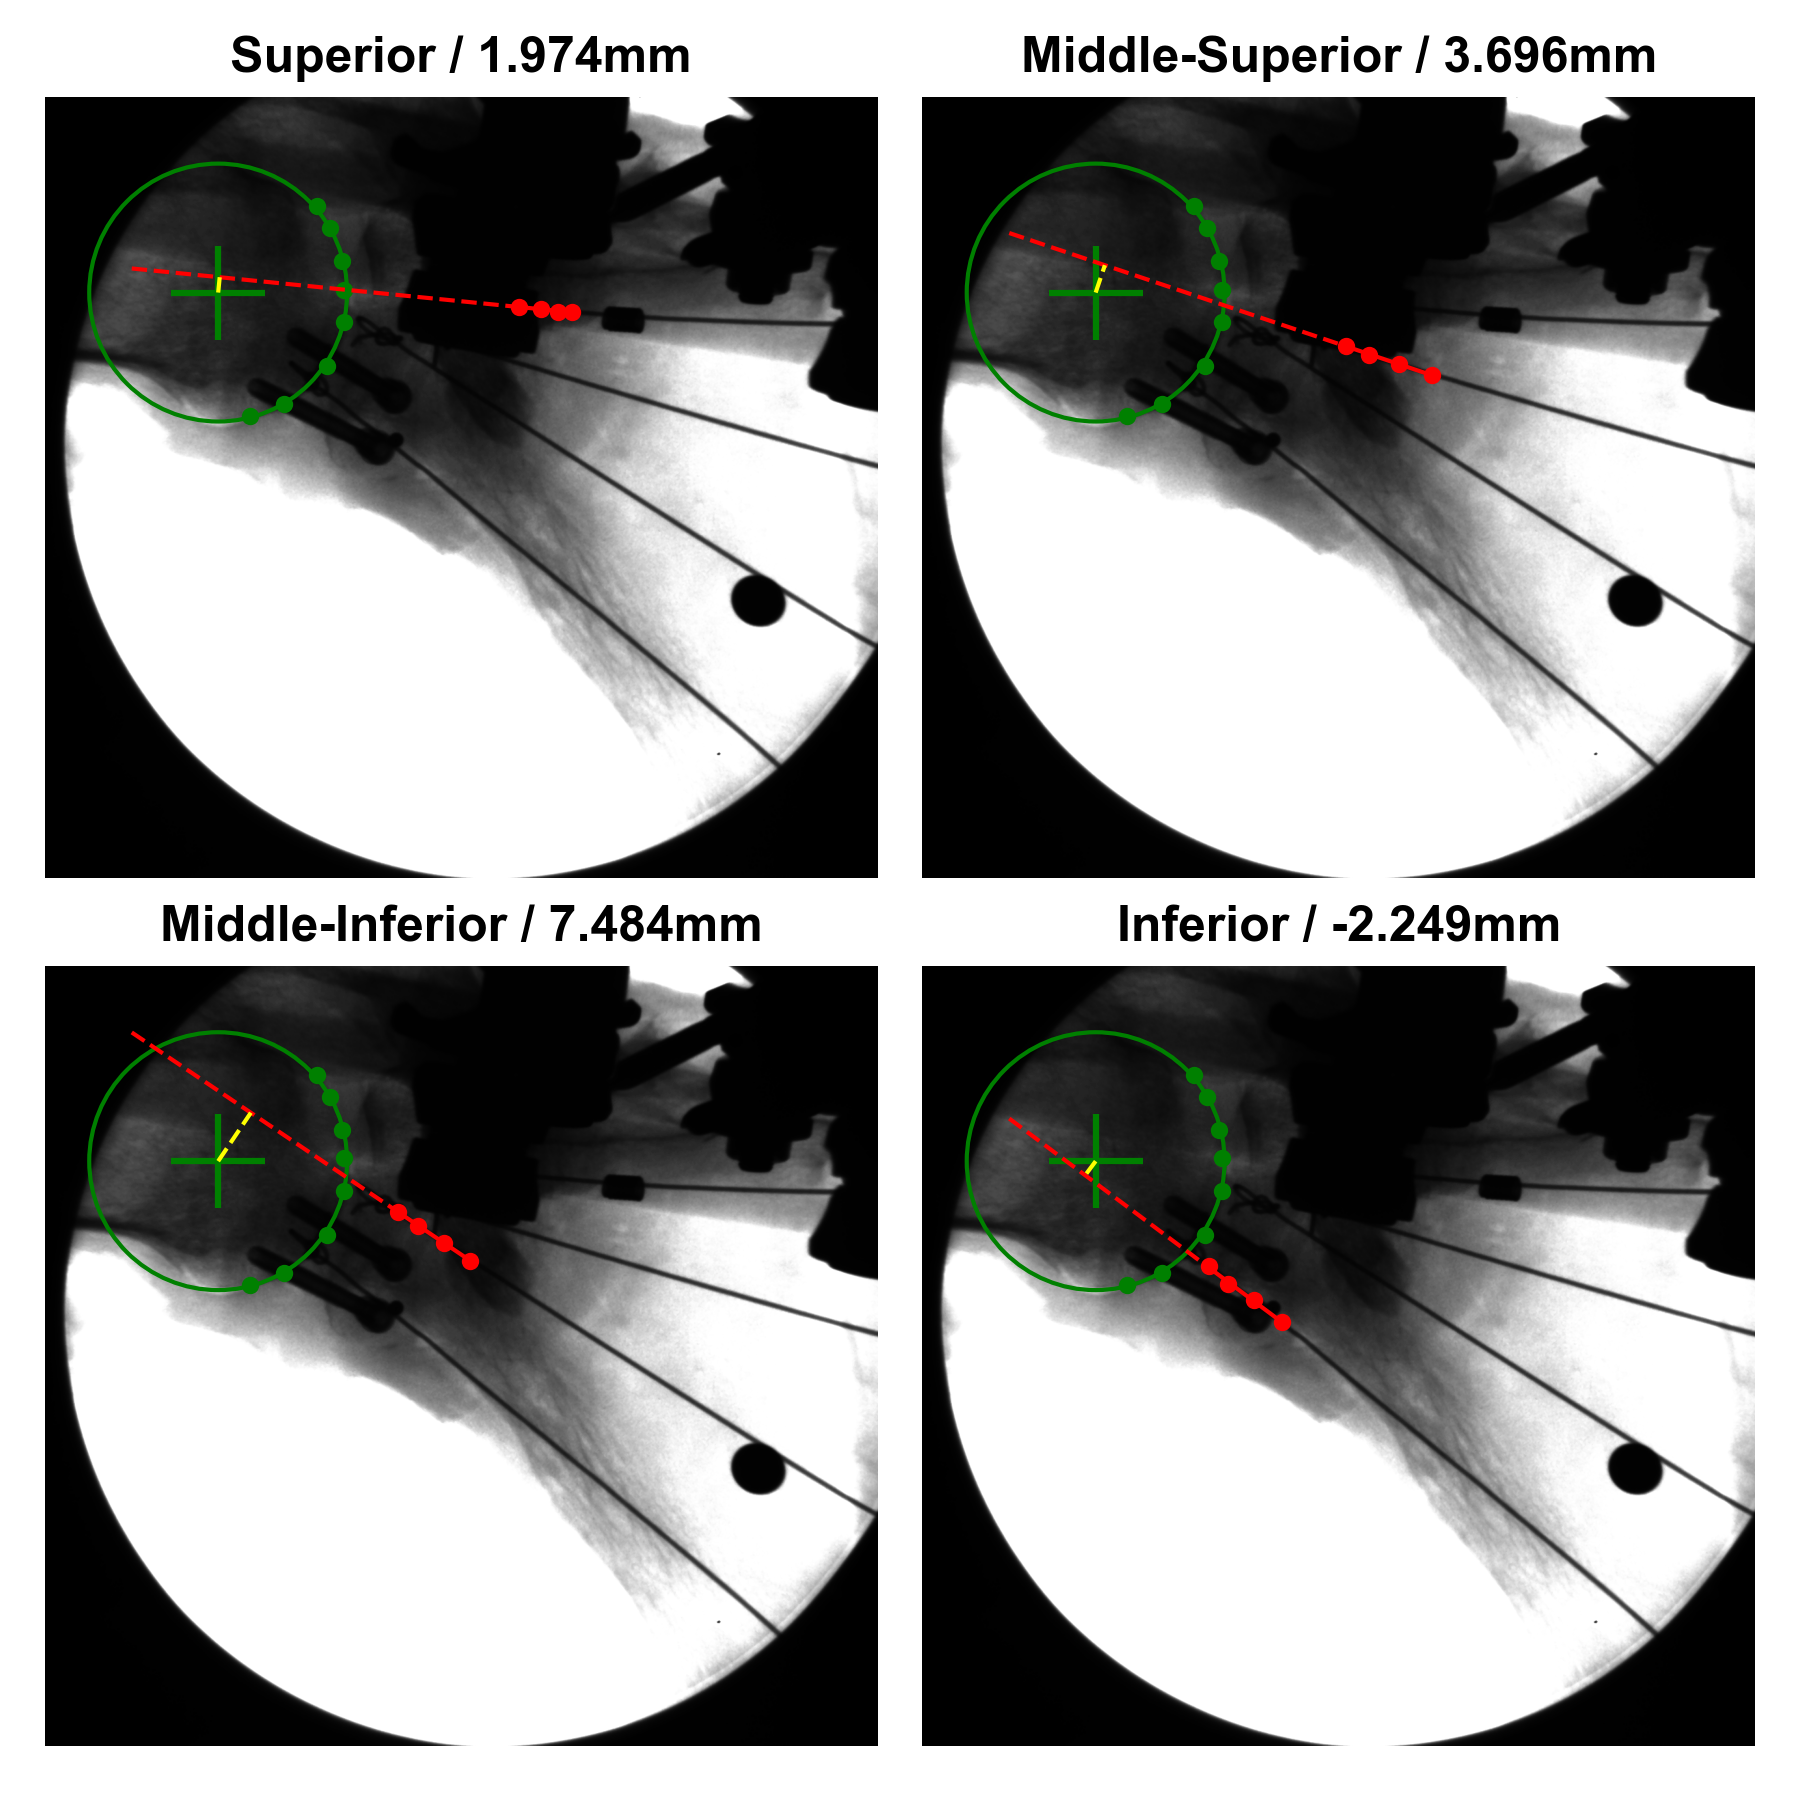 Superior / 1.974mm
Middle-Superior / 3.696mm
Middle-Inferior / 7.484mm
Inferior / -2.249mm